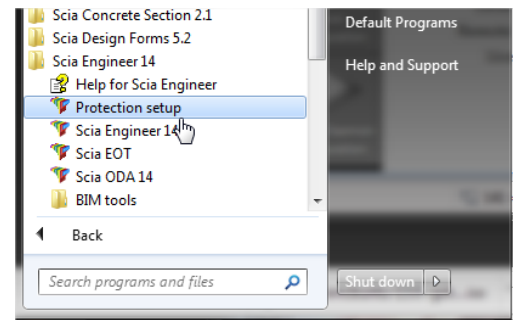 Scia Concrete Section 2.1
Scia Design Forms 5.2
Scia Engineer 14
Help for Scia Engineer
Protection setup
Scia Engineer 14
Scia EOT
Scia ODA 14
BIM tools
Back
Search programs and files
Default Programs
Help and Support
Shut down